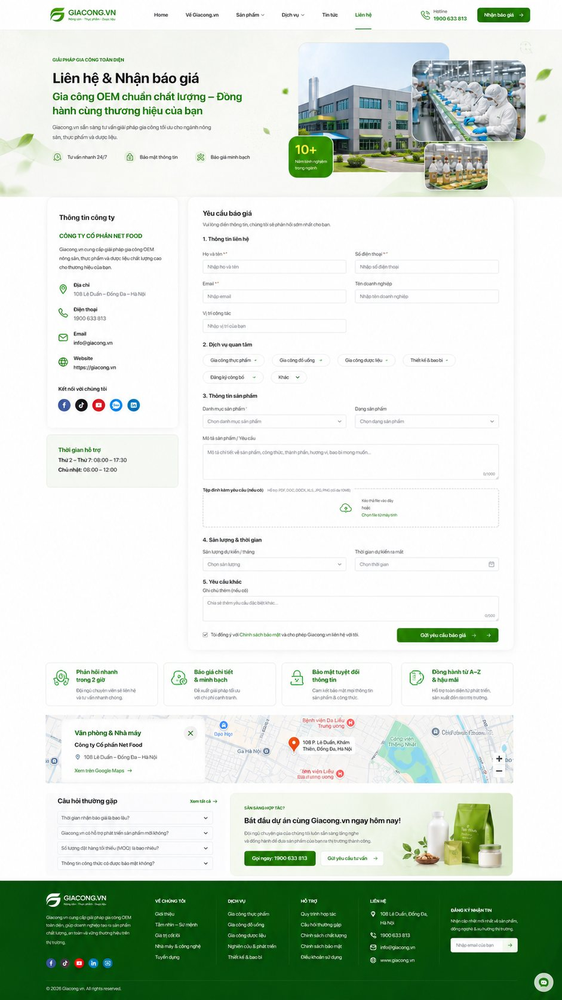 GIACONG.VN
Nông sản - Thực phẩm - Dược liệu
Home
Về Giacong.vn
Sản phẩm
Dịch vụ
Tin tức
Liên hệ
Hotline
1900 633 813
Nhận báo giá
GIẢI PHÁP GIA CÔNG TOÀN DIỆN
Liên hệ & Nhận báo giá
Gia công OEM chuẩn chất lượng – Đồng
hành cùng thương hiệu của bạn
Giacong.vn sẵn sàng tư vấn giải pháp gia công tối ưu cho ngành nông
sản, thực phẩm và dược liệu.
Tư vấn nhanh 24/7
Bảo mật thông tin
Báo giá minh bạch
10+
Năm kinh nghiệm
trong ngành
Thông tin công ty
CÔNG TY CỔ PHẦN NET FOOD
Giacong.vn cung cấp giải pháp gia công OEM
nông sản, thực phẩm và dược liệu chất lượng cao
cho thương hiệu của bạn.
Địa chỉ
108 Lê Duẩn – Đống Đa – Hà Nội
Điện thoại
1900 633 813
Email
info@giacong.vn
Website
https://giacong.vn
Kết nối với chúng tôi
Zalo
Thời gian hỗ trợ
Thứ 2 – Thứ 7: 08:00 – 17:30
Chủ nhật: 08:00 – 12:00
Yêu cầu báo giá
Vui lòng điền thông tin, chúng tôi sẽ phản hồi sớm nhất cho bạn.
1. Thông tin liên hệ
Họ và tên **
Số điện thoại **
Nhập họ và tên
Nhập số điện thoại
Email **
Tên doanh nghiệp
Nhập email
Nhập tên doanh nghiệp
Vị trí công tác
Nhập vị trí của bạn
2. Dịch vụ quan tâm
Gia công thực phẩm
Gia công đồ uống
Gia công dược liệu
Thiết kế & bao bì
Đăng ký công bố
Khác
3. Thông tin sản phẩm
Danh mục sản phẩm *
Dạng sản phẩm
Chọn danh mục sản phẩm
Chọn dạng sản phẩm
Mô tả sản phẩm / Yêu cầu
Mô tả chi tiết về sản phẩm, công thức, thành phần, hương vị, bao bì mong muốn...
0/1000
Tệp đính kèm yêu cầu (nếu có) Hỗ trợ: PDF, DOC, DOCX, XLS, JPG, PNG (tối đa 10MB)
Kéo thả file vào đây
hoặc
Chọn file từ máy tính
4. Sản lượng & thời gian
Sản lượng dự kiến / tháng
Thời gian dự kiến ra mắt
Chọn sản lượng
Chọn thời gian
5. Yêu cầu khác
Ghi chú thêm (nếu có)
Chia sẻ thêm yêu cầu đặc biệt khác...
0/500
Tôi đồng ý với Chính sách bảo mật và cho phép Giacong.vn liên hệ với tôi.
Gửi yêu cầu báo giá
Phản hồi nhanh
trong 2 giờ
Đội ngũ chuyên viên sẽ liên hệ
và tư vấn nhanh chóng.
Báo giá chi tiết
& minh bạch
Đề xuất giải pháp tối ưu
với chi phí cạnh tranh.
Bảo mật tuyệt đối
thông tin
Cam kết bảo mật mọi thông tin
sản phẩm & công thức.
Đồng hành từ A–Z
& hậu mãi
Hỗ trợ toàn diện từ phát triển,
sản xuất đến ra thị trường.
Văn phòng & Nhà máy
Công ty Cổ phần Net Food
108 Lê Duẩn – Đống Đa – Hà Nội
Xem trên Google Maps
Ga Hà Nội
Bệnh viện Da Liễu
Trung ương
108 P. Lê Duẩn, Khâm
Thiên, Đống Đa, Hà Nội
Công viên
Thống Nhất
Câu hỏi thường gặp
Xem tất cả
Thời gian nhận báo giá là bao lâu?
Giacong.vn có hỗ trợ phát triển sản phẩm mới không?
Số lượng đặt hàng tối thiểu (MOQ) là bao nhiêu?
Thông tin công thức có được bảo mật không?
SẴN SÀNG HỢP TÁC?
Bắt đầu dự án cùng Giacong.vn ngay hôm nay!
Đội ngũ chuyên gia của chúng tôi luôn sẵn sàng lắng nghe
và đồng hành để đưa sản phẩm của bạn ra thị trường thành công.
Gọi ngay: 1900 633 813
Gửi yêu cầu tư vấn
GIACONG.VN
Nông sản - Thực phẩm - Dược liệu
Giacong.vn cung cấp giải pháp gia công OEM
toàn diện, giúp doanh nghiệp tạo ra sản phẩm
chất lượng, an toàn và vững thương hiệu trên
thị trường.
VỀ CHÚNG TÔI
Giới thiệu
Tầm nhìn – Sứ mệnh
Giá trị cốt lõi
Nhà máy & công nghệ
Tuyển dụng
DỊCH VỤ
Gia công thực phẩm
Gia công đồ uống
Gia công dược liệu
Nghiên cứu & phát triển
Thiết kế & bao bì
HỖ TRỢ
Quy trình hợp tác
Câu hỏi thường gặp
Chính sách chất lượng
Chính sách bảo mật
Điều khoản sử dụng
LIÊN HỆ
108 Lê Duẩn, Đống Đa,
Hà Nội
1900 633 813
info@giacong.vn
www.giacong.vn
ĐĂNG KÝ NHẬN TIN
Nhận cập nhật mới nhất về sản phẩm,
công nghệ & xu hướng thị trường.
Nhập email của bạn
© 2026 Giacong.vn. All rights reserved.